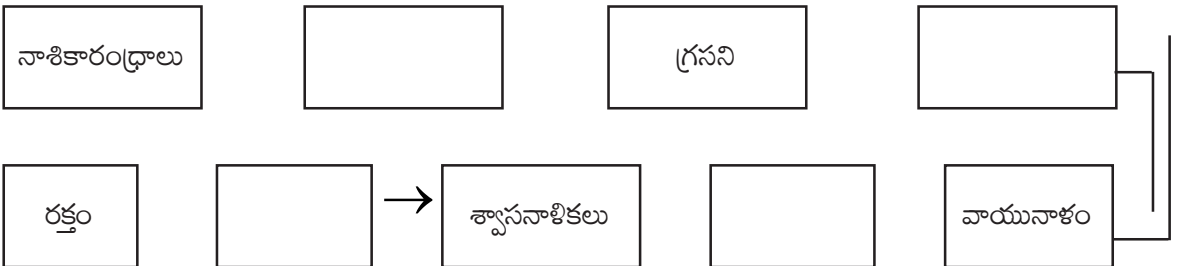 నాశికారంధ్రాలు గ్రసని
రక్తం శ్వాసనాళికలు వాయునాళం